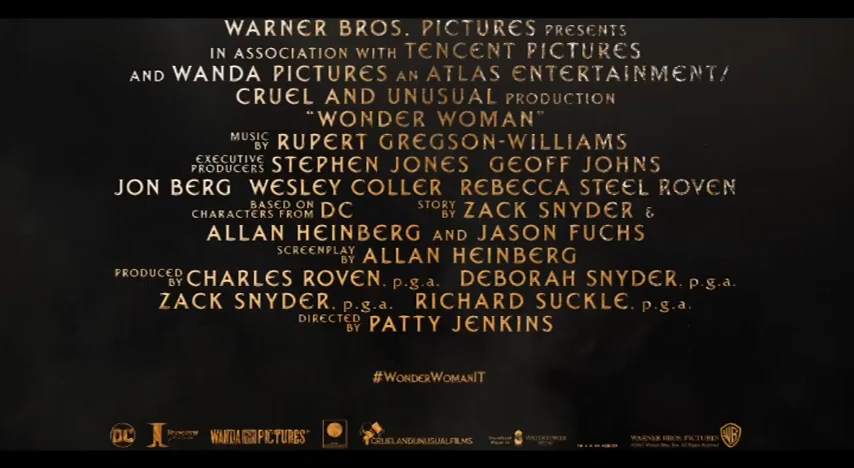 WARNER BROS. PICTURES PRESENTS
IN ASSOCIATION WITH TENCENT PICTURES
AND WANDA PICTURES AN ATLAS ENTERTAINMENT/
CRUEL AND UNUSUAL PRODUCTION
"WONDER WOMAN"
MUSIC BY RUPERT GREGSON-WILLIAMS
EXECUTIVE PRODUCERS STEPHEN JONES GEOFF JOHNS
JON BERG WESLEY COLLER REBECCA STEEL ROVEN
BASED ON CHARACTERS FROM DC STORY BY ZACK SNYDER &
ALLAN HEINBERG AND JASON FUCHS
SCREENPLAY BY ALLAN HEINBERG
PRODUCED BY CHARLES ROVEN, p.g.a. DEBORAH SNYDER, p.g.a.
ZACK SNYDER, p.g.a. RICHARD SUCKLE, p.g.a.
DIRECTED BY PATTY JENKINS
#WONDERWOMANIT
DC WANDA PICTURES CRUELANDUNUSUALFILMS WATERTOWER MUSIC WARNER BROS. PICTURES WB